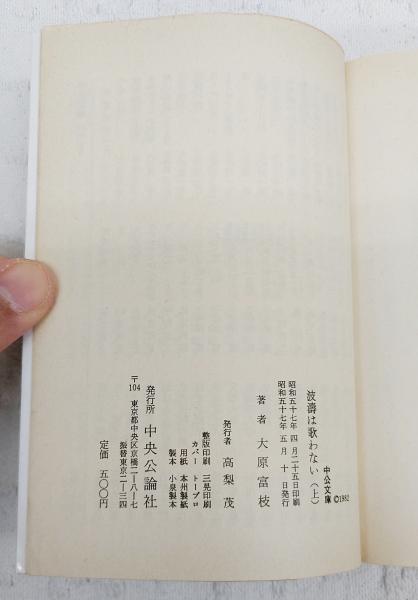 波濤は歌わない(上)
中公文庫
©1982
昭和五十七年 四月二十五日印刷
昭和五十七年 五月 十 日発行
著者 大原富枝
発行者 高梨 茂
整版印刷 三晃印刷
カバー トープロ
用紙 本州製紙
製本 小泉製本
発行所 中央公論社
〒104 東京都中央区京橋二-八-七
振替東京二-三四
定価 五〇〇円